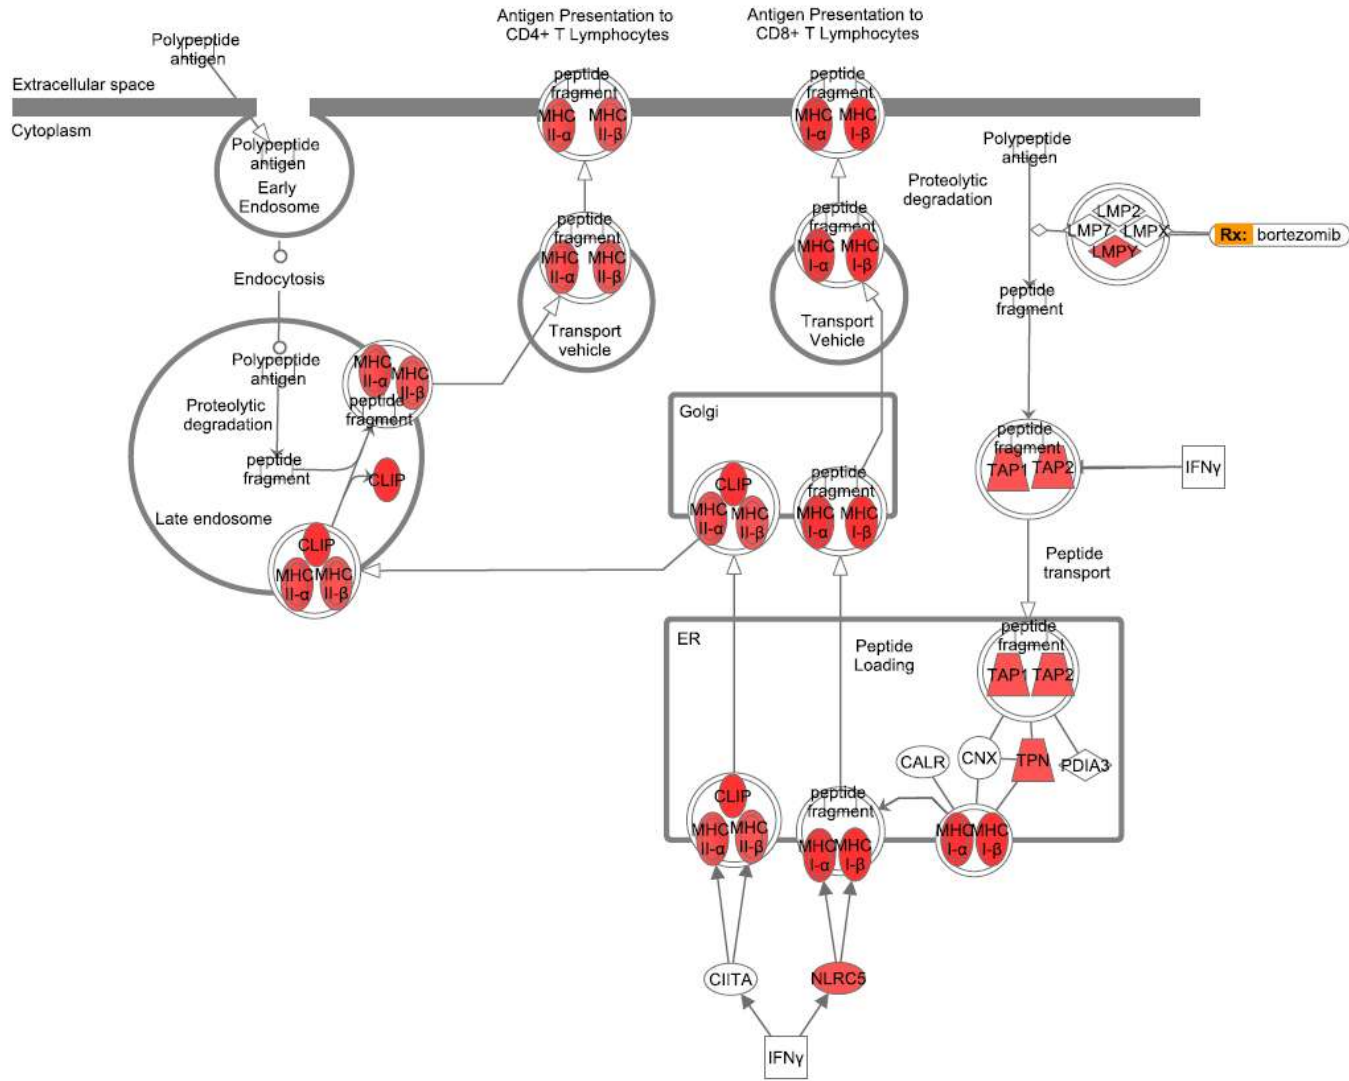 Antigen Presentation to
CD4+ T Lymphocytes
Antigen Presentation to
CD8+ T Lymphocytes
Polypeptide
antigen
Extracellular space
Cytoplasm
peptide
fragment
MHC
II-α
MHC
II-β
peptide
fragment
MHC
I-α
MHC
I-β
Polypeptide
antigen
Early
Endosome
Polypeptide
antigen
Proteolytic
degradation
LMP2
LMP7
LMPX
LMPY
Rx: bortezomib
peptide
fragment
MHC
II-α
MHC
II-β
Transport
vehicle
peptide
fragment
MHC
I-α
MHC
I-β
Transport
Vehicle
Endocytosis
peptide
fragment
Polypeptide
antigen
Proteolytic
degradation
peptide
fragment
MHC
II-α
MHC
II-β
peptide
fragment
CLIP
Late endosome
CLIP
MHC
II-α
MHC
II-β
Golgi
CLIP
MHC
II-α
MHC
II-β
peptide
fragment
MHC
I-α
MHC
I-β
peptide
fragment
TAP1
TAP2
IFNγ
Peptide
transport
ER
Peptide
Loading
peptide
fragment
TAP1
TAP2
CALR
CNX
TPN
PDIA3
CLIP
MHC
II-α
MHC
II-β
peptide
fragment
MHC
I-α
MHC
I-β
MHC
I-α
MHC
I-β
CIITA
NLRC5
IFNγ